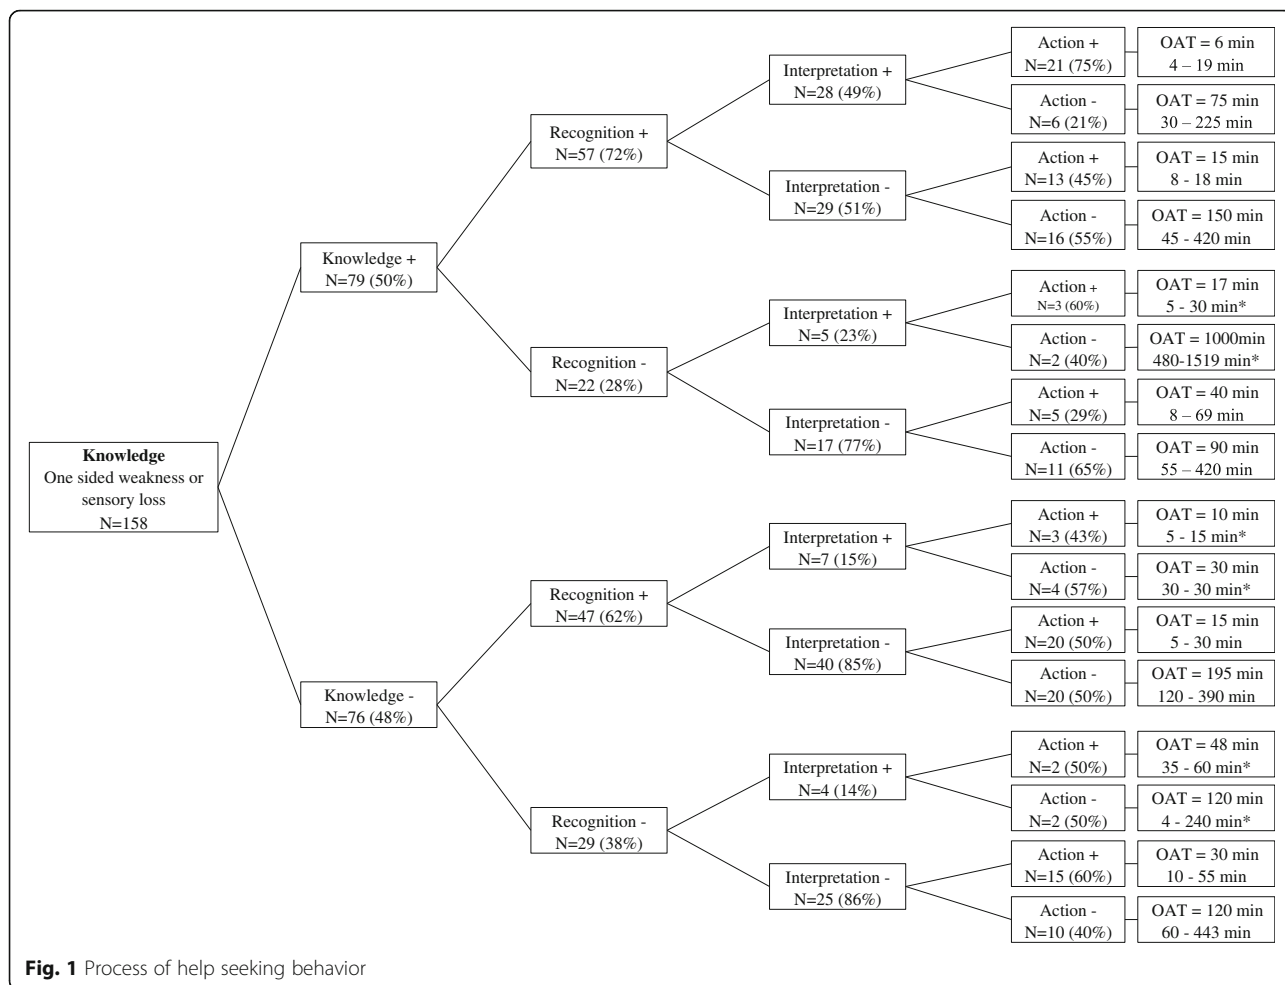 Knowledge
One sided weakness or
sensory loss
N=158
Knowledge +
N=79 (50%)
Knowledge -
N=76 (48%)
Recognition +
N=57 (72%)
Recognition -
N=22 (28%)
Recognition +
N=47 (62%)
Recognition -
N=29 (38%)
Interpretation +
N=28 (49%)
Interpretation -
N=29 (51%)
Interpretation +
N=5 (23%)
Interpretation -
N=17 (77%)
Interpretation +
N=7 (15%)
Interpretation -
N=40 (85%)
Interpretation +
N=4 (14%)
Interpretation -
N=25 (86%)
Action +
N=21 (75%)
OAT = 6 min
4 – 19 min
Action -
N=6 (21%)
OAT = 75 min
30 – 225 min
Action +
N=13 (45%)
OAT = 15 min
8 - 18 min
Action -
N=16 (55%)
OAT = 150 min
45 - 420 min
Action +
N=3 (60%)
OAT = 17 min
5 - 30 min*
Action -
N=2 (40%)
OAT = 1000min
480-1519 min*
Action +
N=5 (29%)
OAT = 40 min
8 – 69 min
Action -
N=11 (65%)
OAT = 90 min
55 – 420 min
Action +
N=3 (43%)
OAT = 10 min
5 - 15 min*
Action -
N=4 (57%)
OAT = 30 min
30 - 30 min*
Action +
N=20 (50%)
OAT = 15 min
5 - 30 min
Action -
N=20 (50%)
OAT = 195 min
120 - 390 min
Action +
N=2 (50%)
OAT = 48 min
35 - 60 min*
Action -
N=2 (50%)
OAT = 120 min
4 - 240 min*
Action +
N=15 (60%)
OAT = 30 min
10 - 55 min
Action -
N=10 (40%)
OAT = 120 min
60 - 443 min
Fig. 1 Process of help seeking behavior